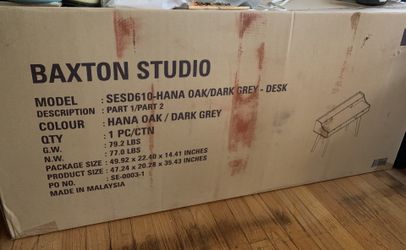 BAXTON STUDIO
MODEL : SESD610-HANA OAK/DARK GREY - DESK
DESCRIPTION : PART 1/PART 2
COLOUR : HANA OAK / DARK GREY
QTY : 1 PC/CTN
G.W. : 79.2 LBS
N.W. : 77.0 LBS
PACKAGE SIZE : 49.92 x 22.40 x 14.41 INCHES
PRODUCT SIZE : 47.24 x 20.28 x 35.43 INCHES
PO NO. : SE-0003-1
MADE IN MALAYSIA